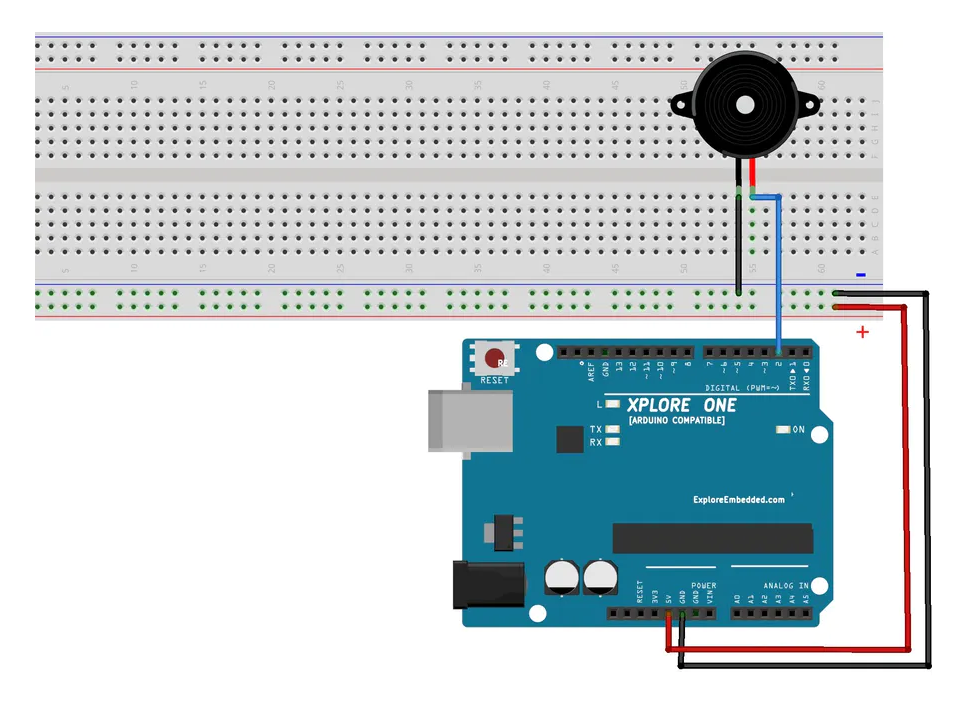 5 10 15 20 25 30 35 40 45 50 60
J
I
H
G
F
E
D
C
B
A
5 10 15 20 25 30 35 40 45 50 55 60
-
+
RE
RESET
AREF
GND
13
12
~11
~10
~9
8
7
~6
~5
4
~3
2
TX0▶1
RX0◀0
DIGITAL (PWM=~)
L
XPLORE ONE
[ARDUINO COMPATIBLE]
TX
RX
ON
ExploreEmbedded.com
POWER
ANALOG IN
RESET
3V3
5V
GND
GND
VIN
A0
A1
A2
A3
A4
A5